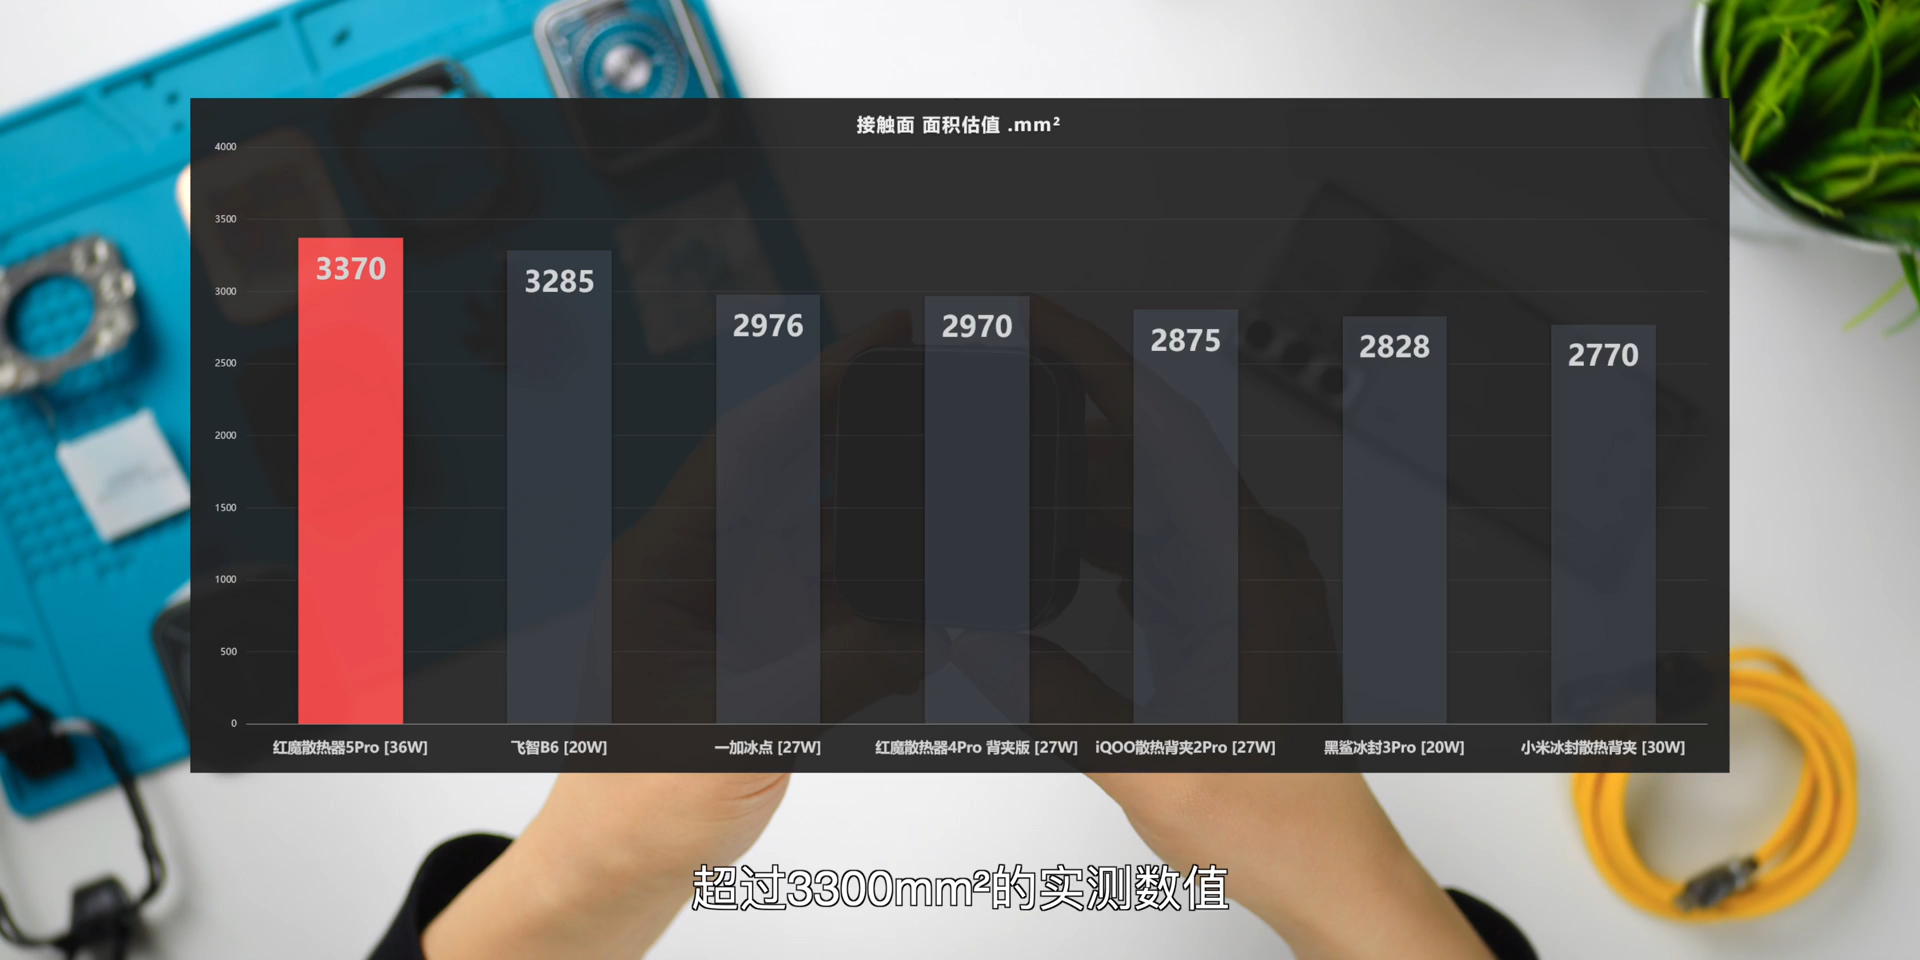 接触面 面积估值 .mm²
4000
3500
3000
2500
2000
1500
1000
500
0
3370
3285
2976
2970
2875
2828
2770
红魔散热器5Pro [36W]
飞智B6 [20W]
一加冰点 [27W]
红魔散热器4Pro 背夹版 [27W]
iQOO散热背夹2Pro [27W]
黑鲨冰封3Pro [20W]
小米冰封散热背夹 [30W]
超过3300mm²的实测数值